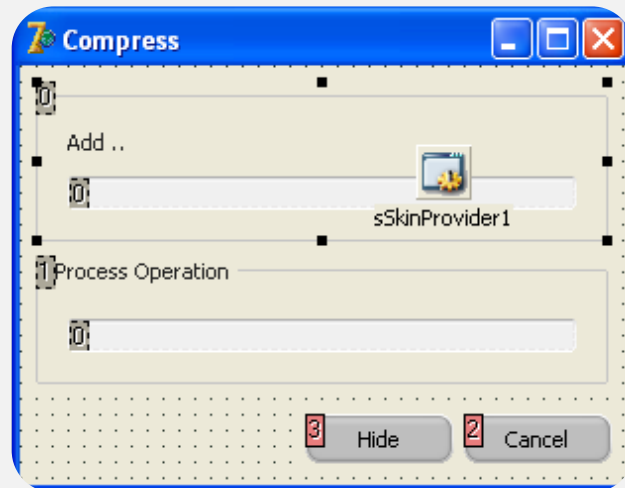 Compress
0
Add ..
0
sSkinProvider1
1 Process Operation
0
3 Hide 2 Cancel